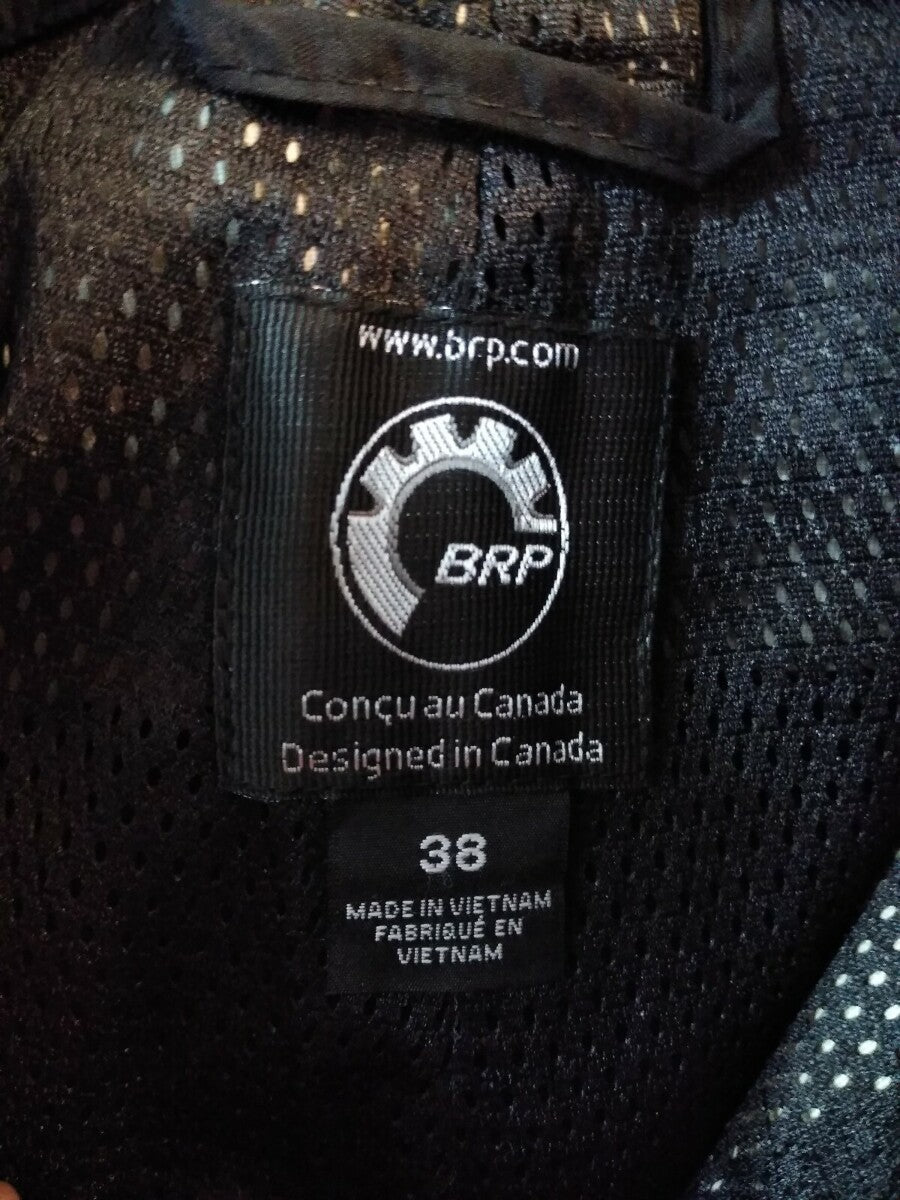 www.brp.com
BRP
Conçu au Canada
Designed in Canada
38
MADE IN VIETNAM
FABRIQUÉ EN
VIETNAM